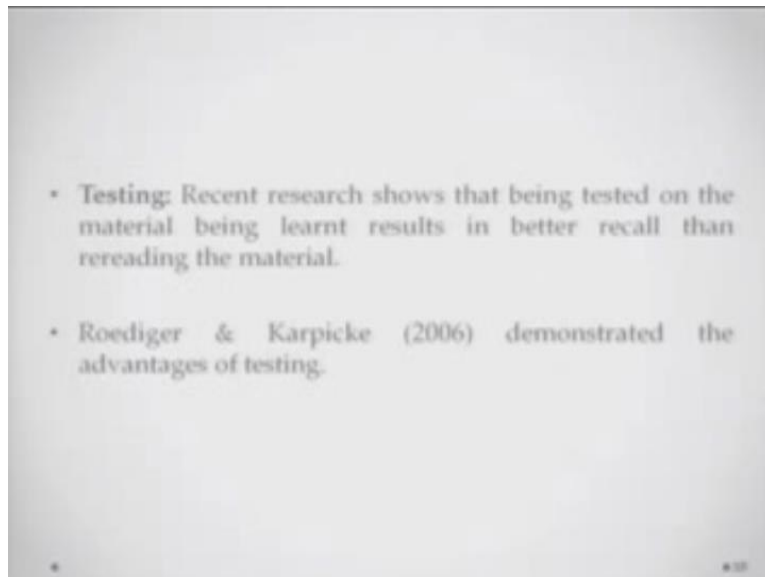 • Testing: Recent research shows that being tested on the
material being learnt results in better recall than
rereading the material.
• Roediger & Karpicke (2006) demonstrated the
advantages of testing.